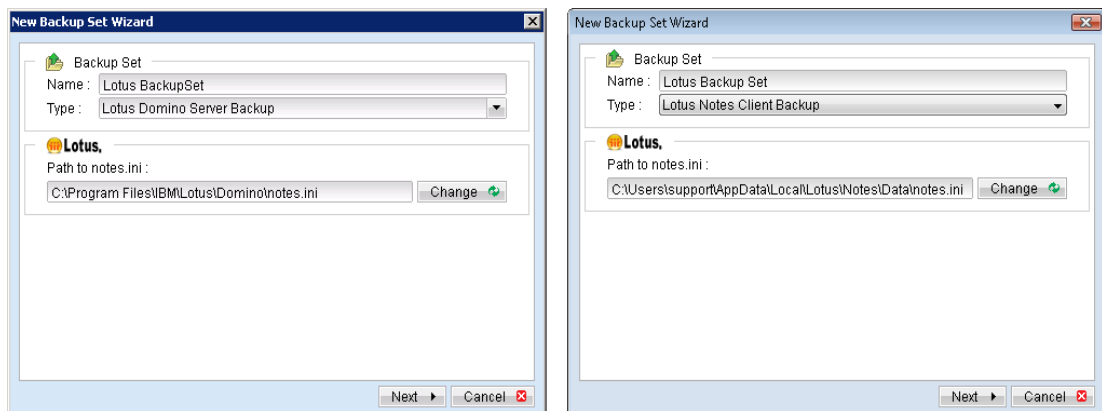 New Backup Set Wizard
Backup Set
Name : Lotus BackupSet
Type : Lotus Domino Server Backup
Lotus.
Path to notes.ini :
C:\Program Files\IBM\Lotus\Domino\notes.ini Change
Next Cancel
New Backup Set Wizard
Backup Set
Name : Lotus Backup Set
Type : Lotus Notes Client Backup
Lotus.
Path to notes.ini :
C:\Users\support\AppData\Local\Lotus\Notes\Data\notes.ini Change
Next Cancel